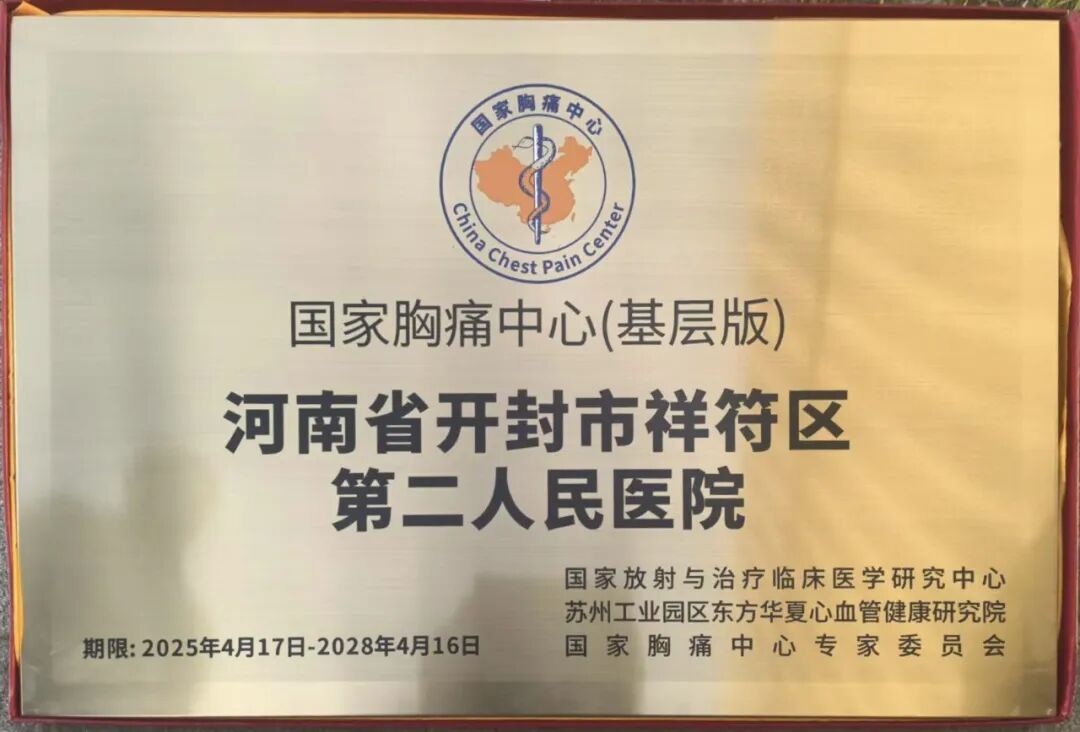 国家胸痛中心
China Chest Pain Center
国家胸痛中心(基层版)
河南省开封市祥符区
第二人民医院
国家放射与治疗临床医学研究中心
苏州工业园区东方华夏心血管健康研究院
国家胸痛中心专家委员会
期限: 2025年4月17日-2028年4月16日